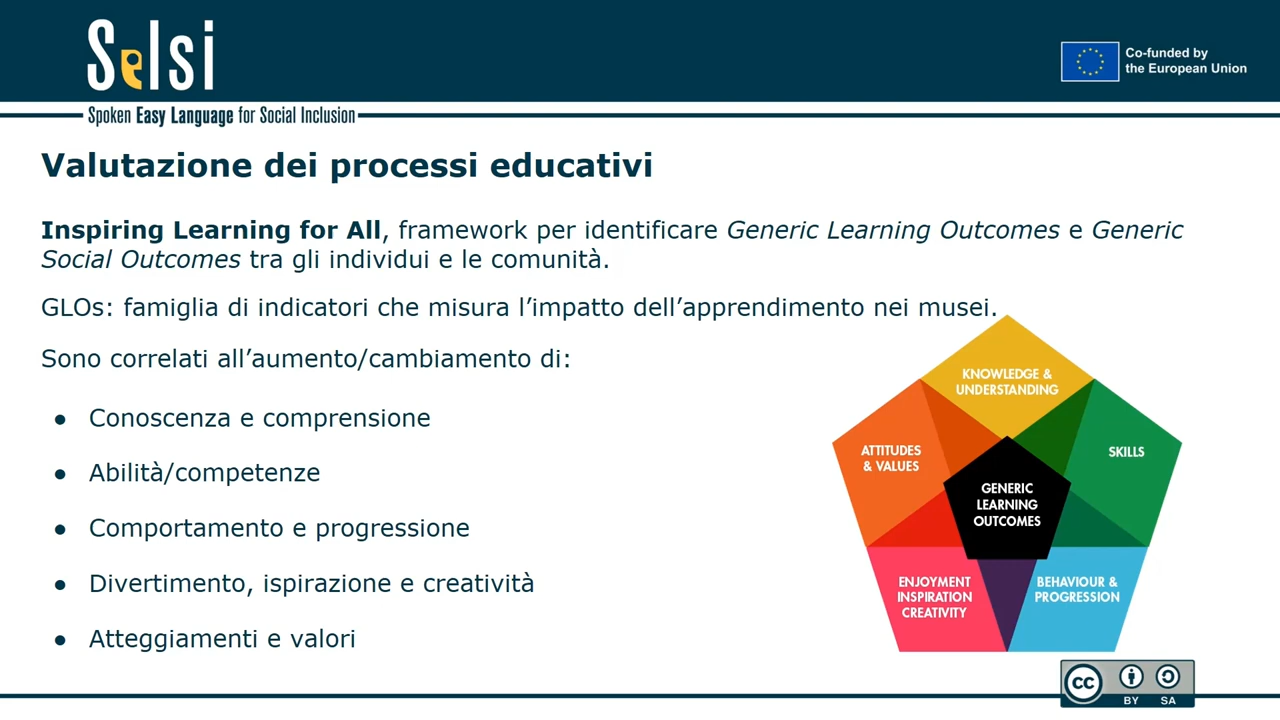 Selsi
Co-funded by
the European Union
Spoken Easy Language for Social Inclusion
Valutazione dei processi educativi
Inspiring Learning for All, framework per identificare Generic Learning Outcomes e Generic
Social Outcomes tra gli individui e le comunità.
GLOs: famiglia di indicatori che misura l’impatto dell’apprendimento nei musei.
Sono correlati all’aumento/cambiamento di:
● Conoscenza e comprensione
● Abilità/competenze
● Comportamento e progressione
● Divertimento, ispirazione e creatività
● Atteggiamenti e valori
KNOWLEDGE &
UNDERSTANDING
ATTITUDES
& VALUES
SKILLS
GENERIC
LEARNING
OUTCOMES
ENJOYMENT
INSPIRATION
CREATIVITY
BEHAVIOUR &
PROGRESSION
CC
BY SA